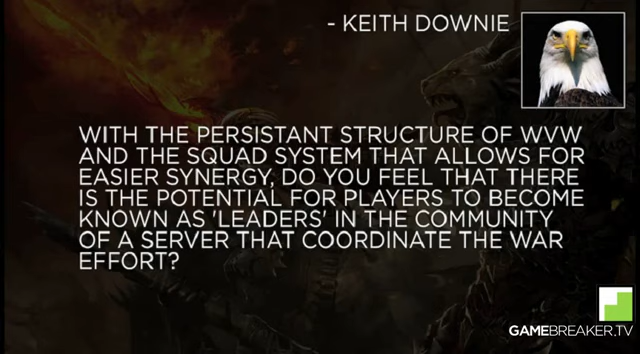 - KEITH DOWNIE
WITH THE PERSISTANT STRUCTURE OF WVW
AND THE SQUAD SYSTEM THAT ALLOWS FOR
EASIER SYNERGY, DO YOU FEEL THAT THERE
IS THE POTENTIAL FOR PLAYERS TO BECOME
KNOWN AS 'LEADERS' IN THE COMMUNITY
OF A SERVER THAT COORDINATE THE WAR
EFFORT?
GAMEBREAKER.TV